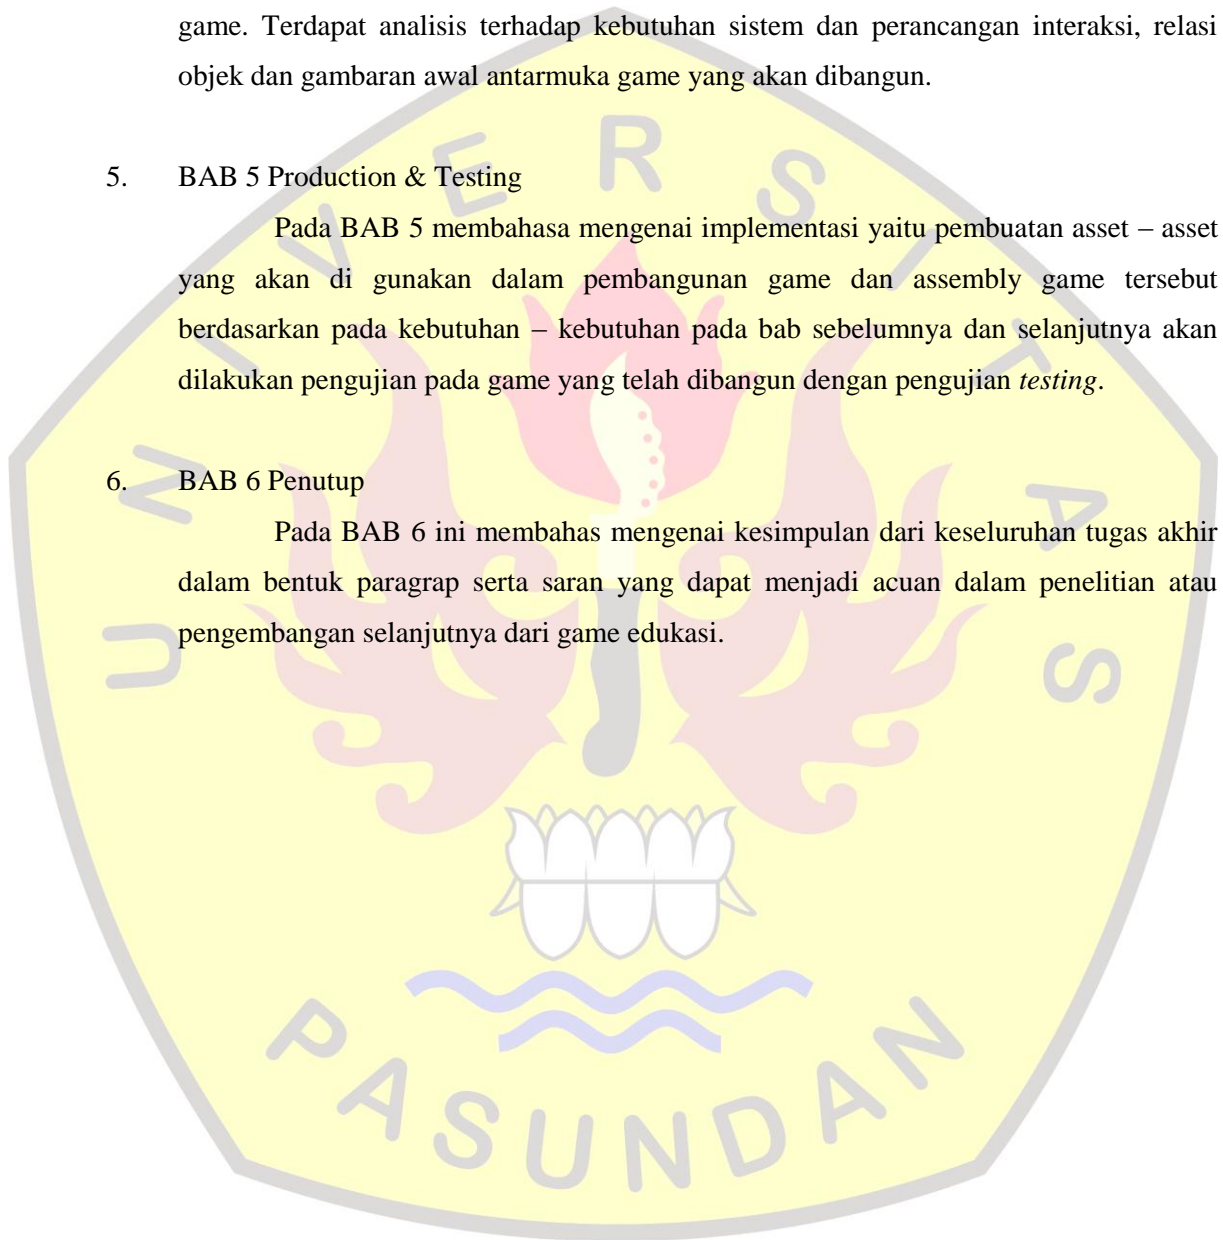 game. Terdapat analisis terhadap kebutuhan sistem dan perancangan interaksi, relasi
objek dan gambaran awal antarmuka game yang akan dibangun.
5. BAB 5 Production & Testing
Pada BAB 5 membahasa mengenai implementasi yaitu pembuatan asset – asset
yang akan di gunakan dalam pembangunan game dan assembly game tersebut
berdasarkan pada kebutuhan – kebutuhan pada bab sebelumnya dan selanjutnya akan
dilakukan pengujian pada game yang telah dibangun dengan pengujian testing.
6. BAB 6 Penutup
Pada BAB 6 ini membahas mengenai kesimpulan dari keseluruhan tugas akhir
dalam bentuk paragrap serta saran yang dapat menjadi acuan dalam penelitian atau
pengembangan selanjutnya dari game edukasi.
UNIVERSITAS
PASUNDAN